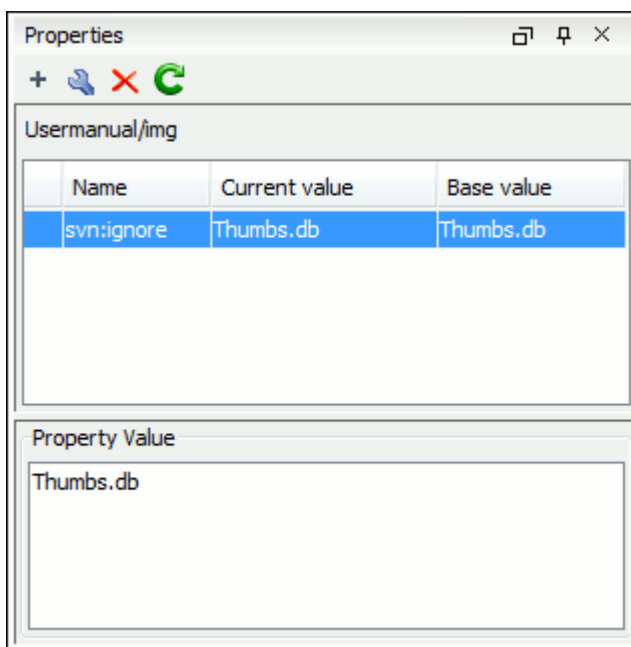 Properties
Usermanual/img
Name Current value Base value
svn:ignore Thumbs.db Thumbs.db
Property Value
Thumbs.db